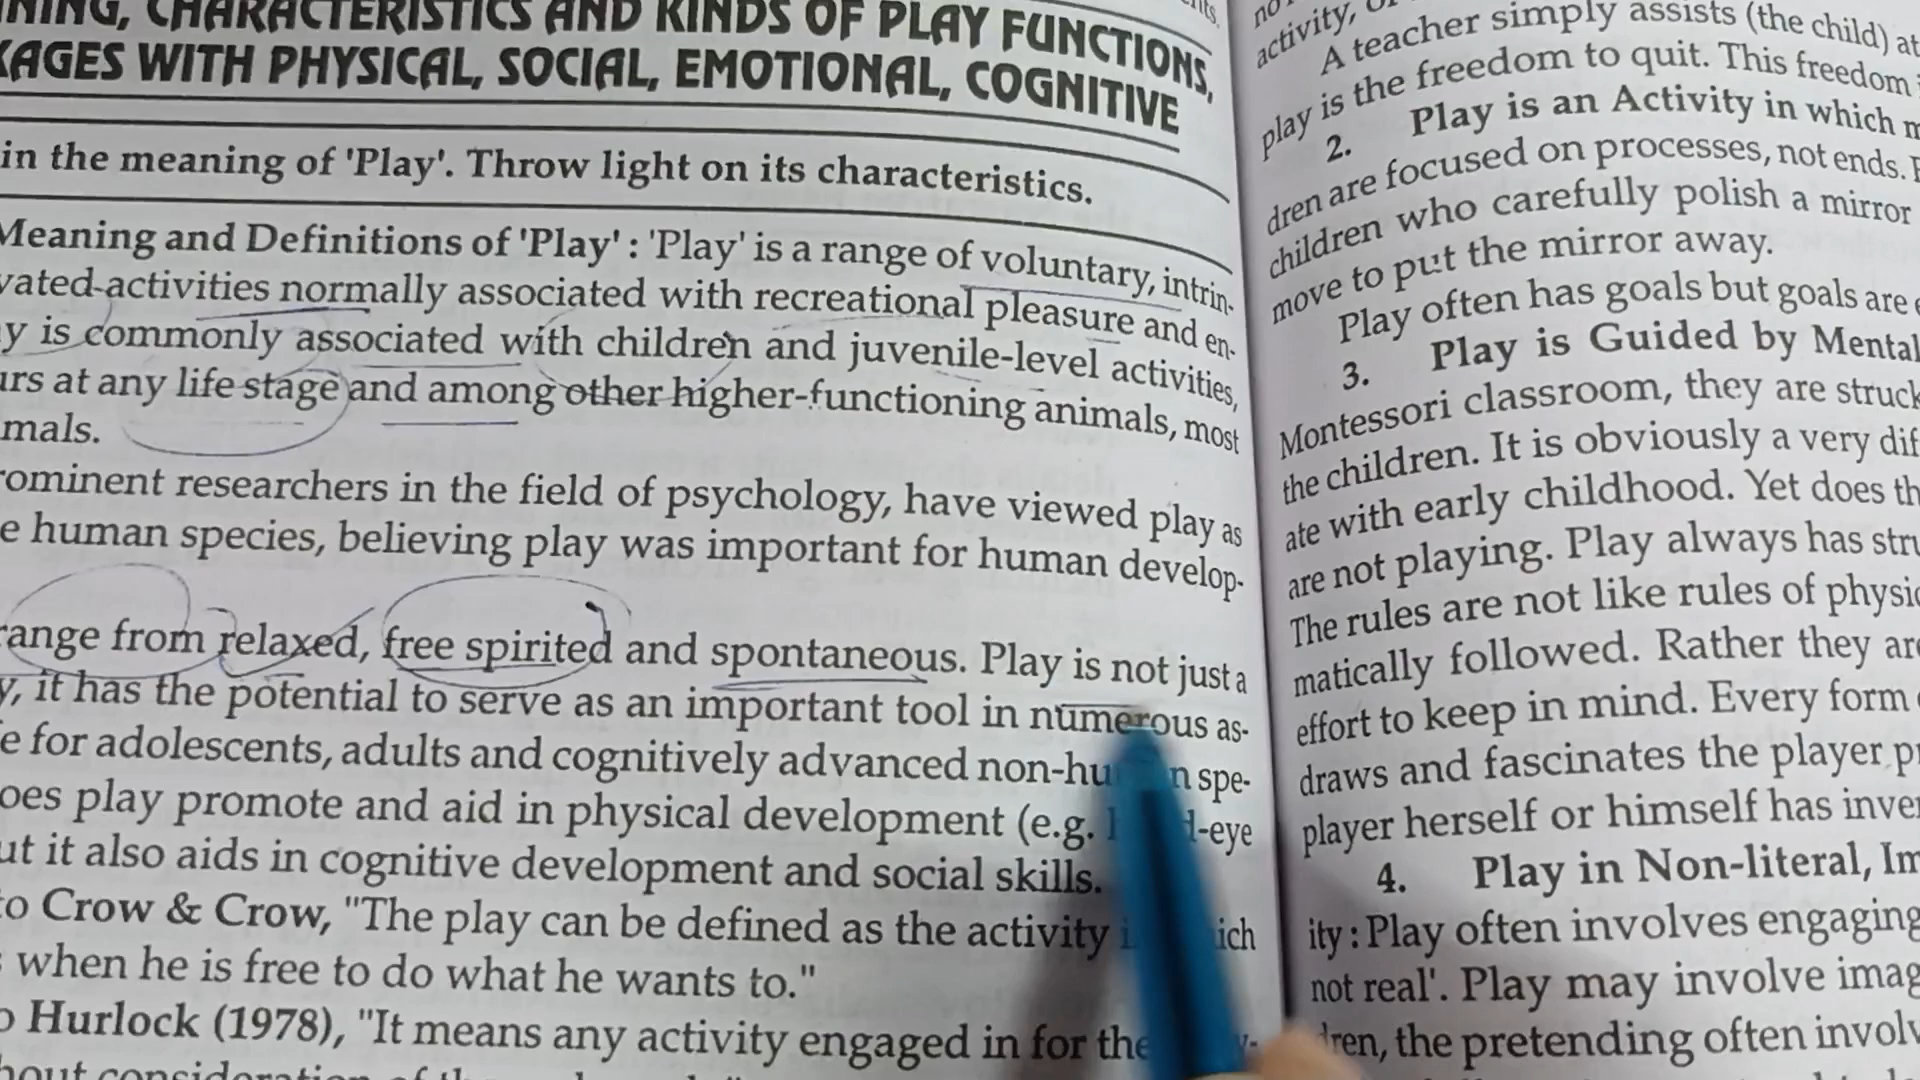 NING, CHARACTERISTICS AND KINDS OF PLAY FUNCTIONS,
KAGES WITH PHYSICAL, SOCIAL, EMOTIONAL, COGNITIVE
in the meaning of 'Play'. Throw light on its characteristics.
Meaning and Definitions of 'Play' : 'Play' is a range of voluntary, intrin-
vated activities normally associated with recreational pleasure and en-
y is commonly associated with children and juvenile-level activities,
urs at any life stage and among other higher-functioning animals, most
mals.
rominent researchers in the field of psychology, have viewed play as
e human species, believing play was important for human develop-
range from relaxed, free spirited and spontaneous. Play is not just a
y, it has the potential to serve as an important tool in numerous as-
e for adolescents, adults and cognitively advanced non-hu n spe-
oes play promote and aid in physical development (e.g. -eye
ut it also aids in cognitive development and social skills.
to Crow & Crow, "The play can be defined as the activity ich
when he is free to do what he wants to."
o Hurlock (1978), "It means any activity engaged in for the
nts.
no
activity,
A teacher simply assists (the child) at
play is the freedom to quit. This freedom
2. Play is an Activity in which m
dren are focused on processes, not ends. F
children who carefully polish a mirror
move to put the mirror away.
Play often has goals but goals are
3. Play is Guided by Mental
Montessori classroom, they are struck
the children. It is obviously a very dif
ate with early childhood. Yet does th
are not playing. Play always has stru
The rules are not like rules of physic
matically followed. Rather they are
effort to keep in mind. Every form
draws and fascinates the player pr
player herself or himself has inven
4. Play in Non-literal, Im
ity : Play often involves engaging
not real'. Play may involve imag
dren, the pretending often involv